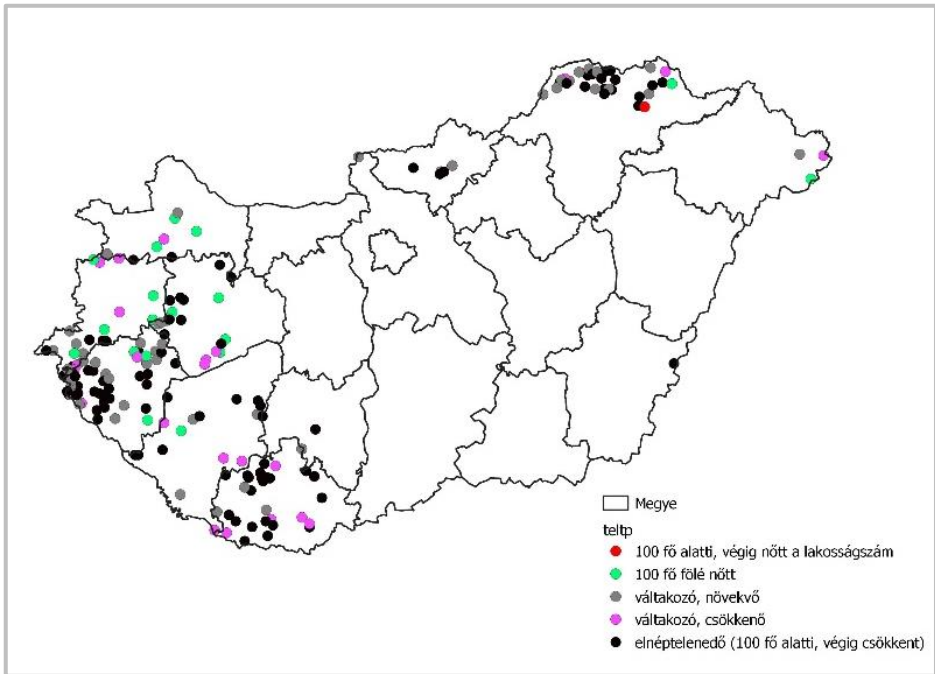 Megye
teltp
100 fő alatti, végig nőtt a lakosságszám
100 fő fölé nőtt
váltakozó, növekvő
váltakozó, csökkenő
elnéptelenedő (100 fő alatti, végig csökkent)